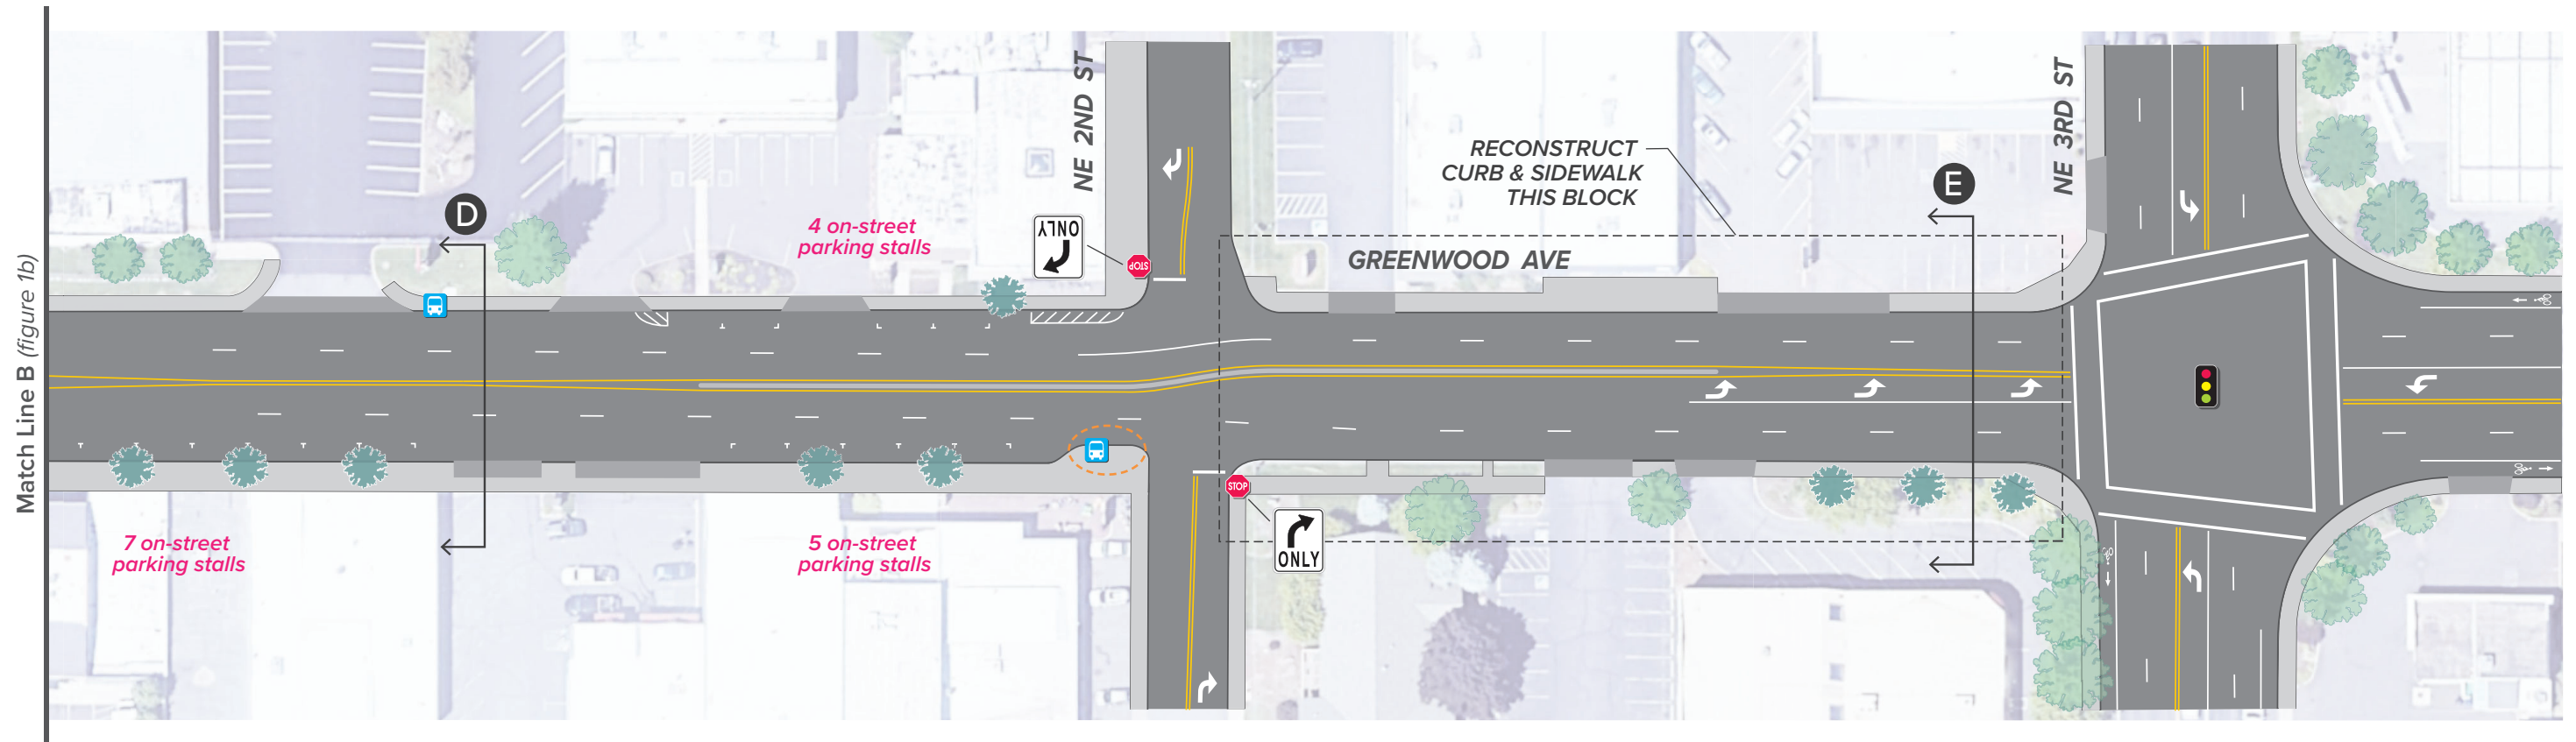 Match Line B (figure 1b)
D
4 on-street
parking stalls
7 on-street
parking stalls
5 on-street
parking stalls
NE 2ND ST
ONLY
STOP
STOP
ONLY
RECONSTRUCT
CURB & SIDEWALK
THIS BLOCK
GREENWOOD AVE
E
NE 3RD ST